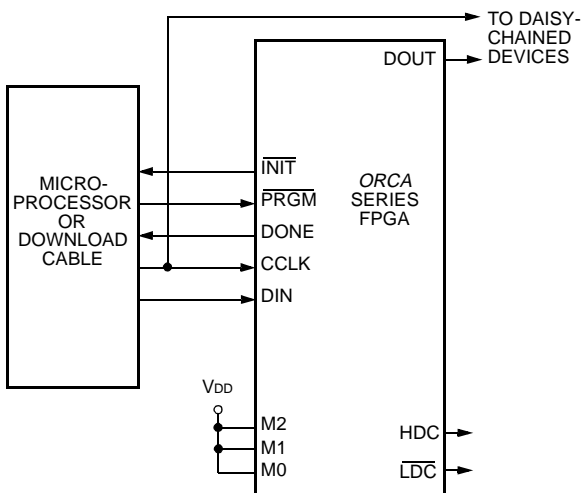 TO DAISY-
CHAINED
DEVICES
DOUT
MICRO-
PROCESSOR
OR
DOWNLOAD
CABLE
INIT
PRGM
DONE
CCLK
DIN
ORCA
SERIES
FPGA
VDD
M2
M1
M0
HDC
LDC